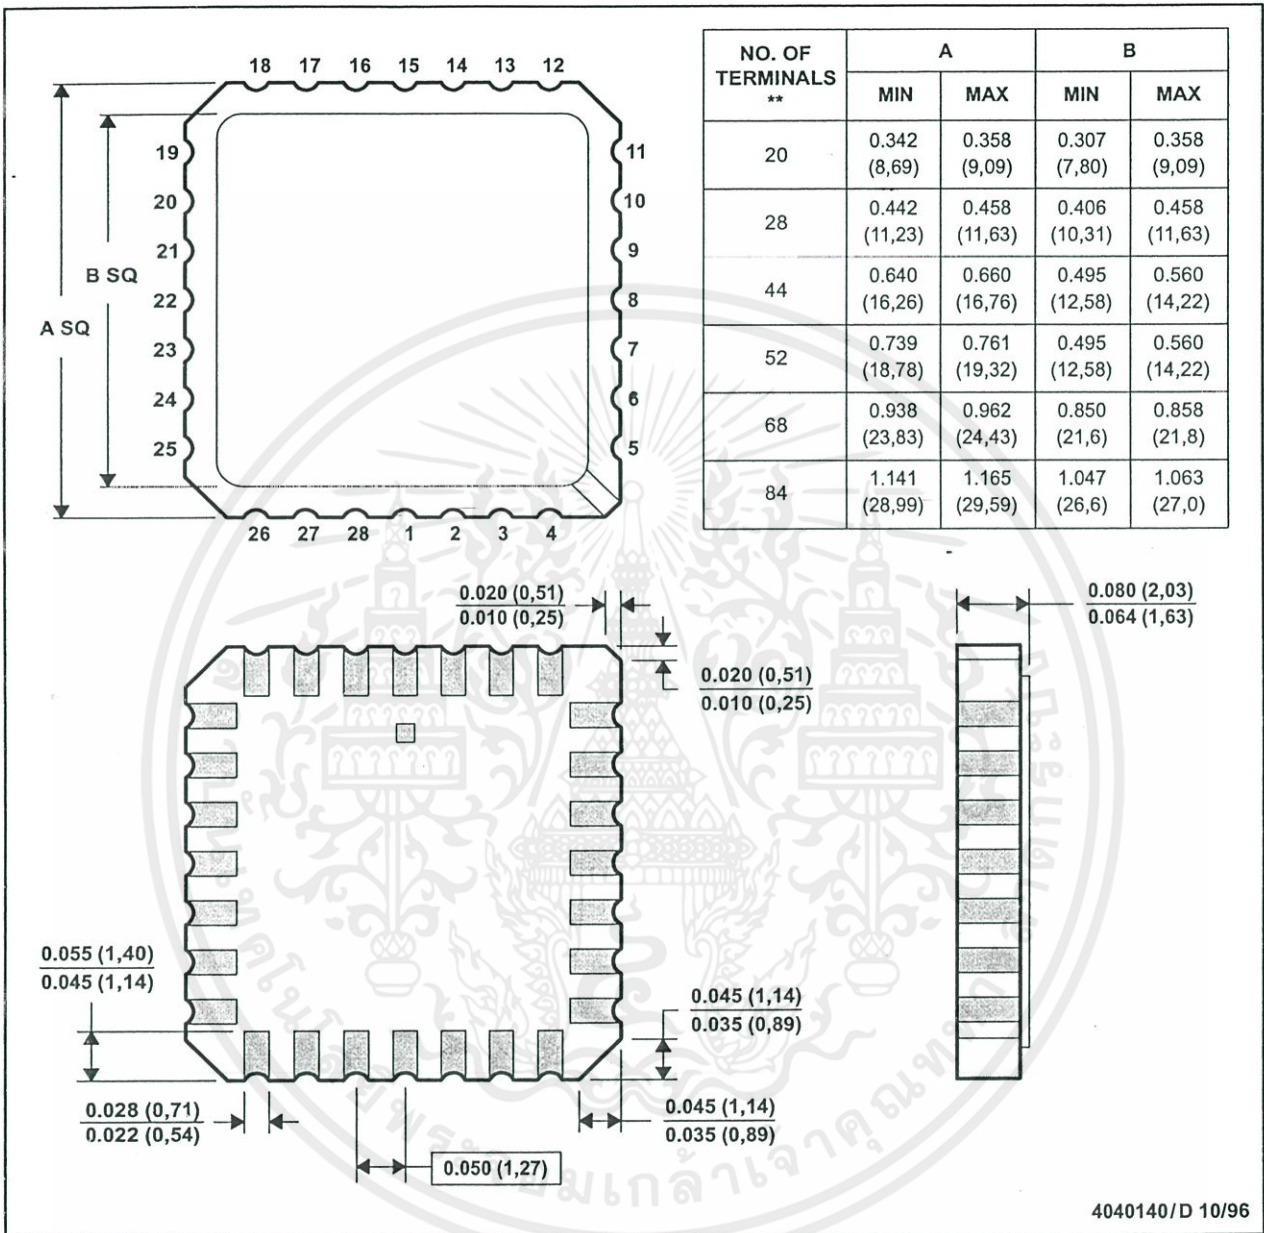 18 17 16 15 14 13 12
19
20
21
22
23
24
25
B SQ
A SQ
11
10
9
8
7
6
5
26 27 28 1 2 3 4
NO. OF TERMINALS ** A B
MIN MAX MIN MAX
20 0.342 (8,69) 0.358 (9,09) 0.307 (7,80) 0.358 (9,09)
28 0.442 (11,23) 0.458 (11,63) 0.406 (10,31) 0.458 (11,63)
44 0.640 (16,26) 0.660 (16,76) 0.495 (12,58) 0.560 (14,22)
52 0.739 (18,78) 0.761 (19,32) 0.495 (12,58) 0.560 (14,22)
68 0.938 (23,83) 0.962 (24,43) 0.850 (21,6) 0.858 (21,8)
84 1.141 (28,99) 1.165 (29,59) 1.047 (26,6) 1.063 (27,0)
0.020 (0,51)
0.010 (0,25)
0.080 (2,03)
0.064 (1,63)
0.020 (0,51)
0.010 (0,25)
0.055 (1,40)
0.045 (1,14)
0.045 (1,14)
0.035 (0,89)
0.028 (0,71)
0.022 (0,54)
0.045 (1,14)
0.035 (0,89)
0.050 (1,27)
4040140/D 10/96